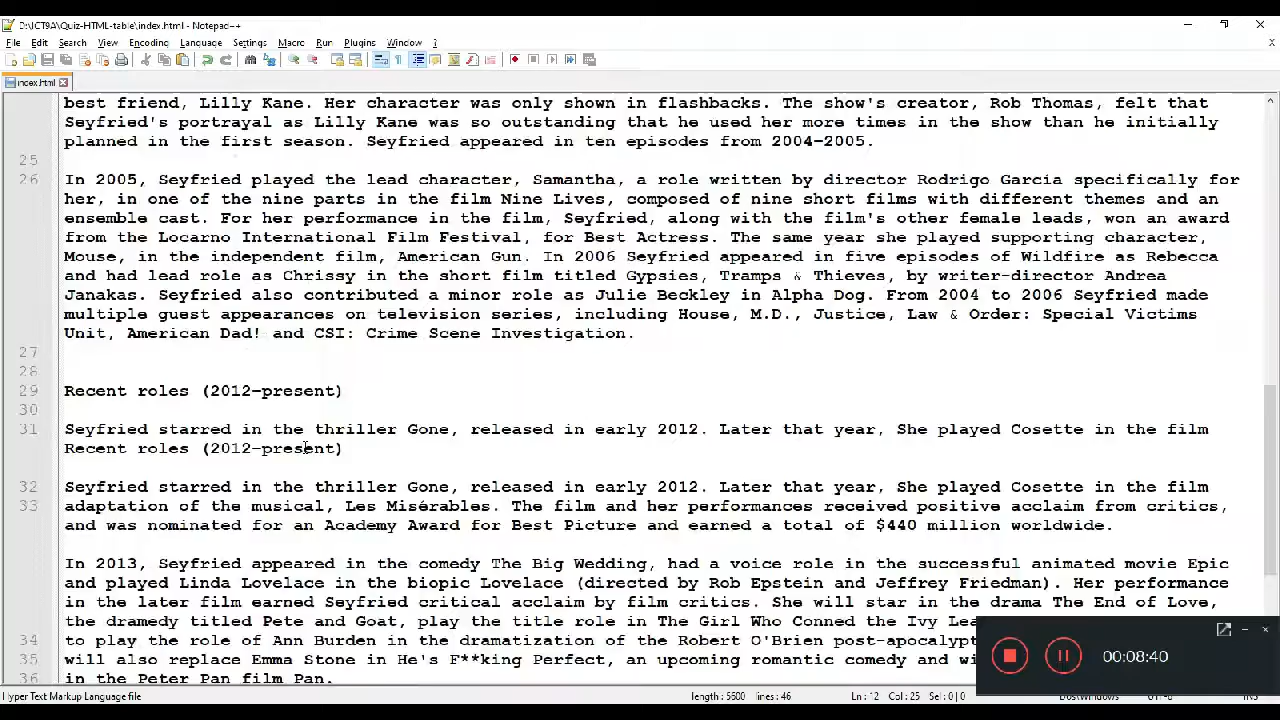 D:\ICT9A\Quiz-HTML-table\index.html - Notepad++
File Edit Search View Encoding Language Settings Macro Run Plugins Window ?
index.html
best friend, Lilly Kane. Her character was only shown in flashbacks. The show's creator, Rob Thomas, felt that
Seyfried's portrayal as Lilly Kane was so outstanding that he used her more times in the show than he initially
planned in the first season. Seyfried appeared in ten episodes from 2004-2005.
25
26 In 2005, Seyfried played the lead character, Samantha, a role written by director Rodrigo Garcia specifically for
her, in one of the nine parts in the film Nine Lives, composed of nine short films with different themes and an
ensemble cast. For her performance in the film, Seyfried, along with the film's other female leads, won an award
from the Locarno International Film Festival, for Best Actress. The same year she played supporting character,
Mouse, in the independent film, American Gun. In 2006 Seyfried appeared in five episodes of Wildfire as Rebecca
and had lead role as Chrissy in the short film titled Gypsies, Tramps & Thieves, by writer-director Andrea
Janakas. Seyfried also contributed a minor role as Julie Beckley in Alpha Dog. From 2004 to 2006 Seyfried made
multiple guest appearances on television series, including House, M.D., Justice, Law & Order: Special Victims
Unit, American Dad! and CSI: Crime Scene Investigation.
27
28
29 Recent roles (2012-present)
30
31 Seyfried starred in the thriller Gone, released in early 2012. Later that year, She played Cosette in the film
Recent roles (2012-present)
32 Seyfried starred in the thriller Gone, released in early 2012. Later that year, She played Cosette in the film
33 adaptation of the musical, Les Misérables. The film and her performances received positive acclaim from critics,
and was nominated for an Academy Award for Best Picture and earned a total of $440 million worldwide.
In 2013, Seyfried appeared in the comedy The Big Wedding, had a voice role in the successful animated movie Epic
and played Linda Lovelace in the biopic Lovelace (directed by Rob Epstein and Jeffrey Friedman). Her performance
in the later film earned Seyfried critical acclaim by film critics. She will star in the drama The End of Love,
the dramedy titled Pete and Goat, play the title role in The Girl Who Conned the Ivy
34 to play the role of Ann Burden in the dramatization of the Robert O'Brien
35 will also replace Emma Stone in He's F**king Perfect, an upcoming romantic comedy and
36 in the Peter Pan film Pan.
00:08:40
Hyper Text Markup Language file length : 5600 lines : 46 Ln : 12 Col : 25 Sel : 0 | 0